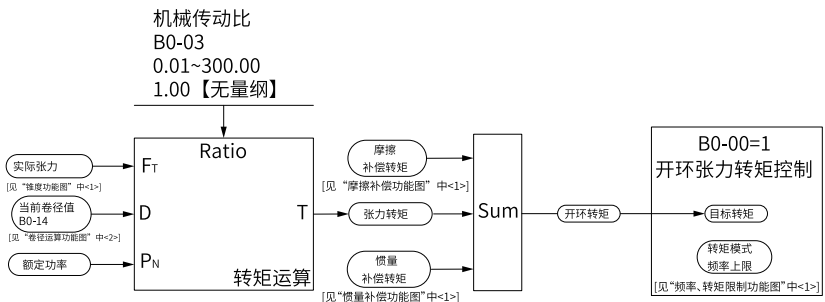 机械传动比
B0-03
0.01~300.00
1.00【无量纲】
Ratio
实际张力
[见“锥度功能图”中<1>]
FT
当前卷径值
B0-14
[见“卷径运算功能图”中<2>]
D
额定功率
PN
T
转矩运算
摩擦
补偿转矩
[见“摩擦补偿功能图”中<1>]
张力转矩
惯量
补偿转矩
[见“惯量补偿功能图”中<1>]
Sum
开环转矩
B0-00=1
开环张力转矩控制
目标转矩
转矩模式
频率上限
[见“频率、转矩限制功能图”中<1>]